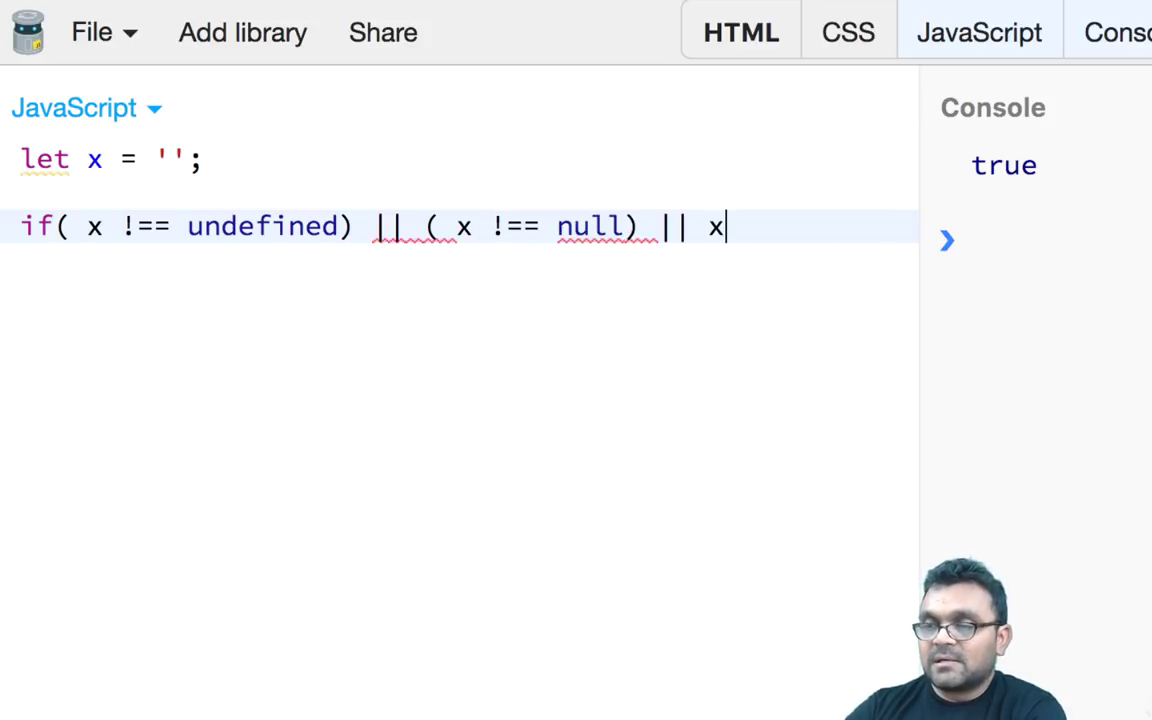 File Add library Share HTML CSS JavaScript Conso
JavaScript
Console
let x = '';
true
if( x !== undefined) || ( x !== null) || x